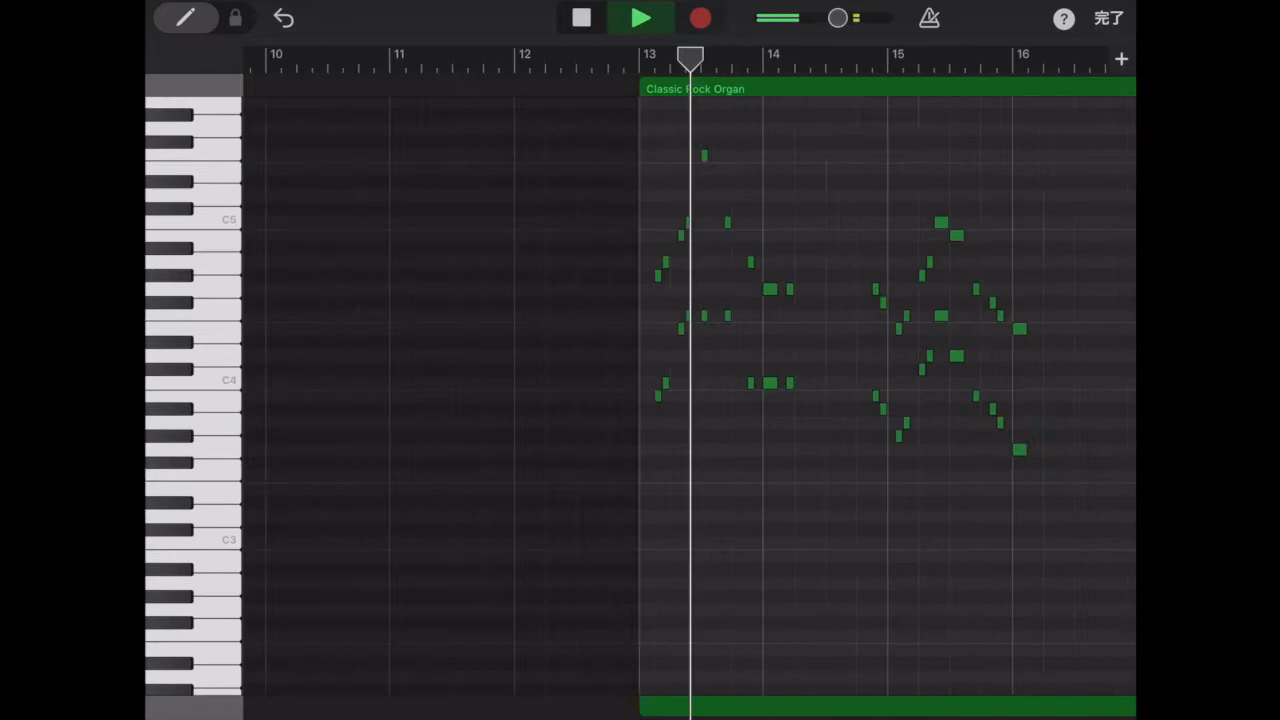 ? 完了
10 11 12 13 14 15 16 +
Classic Rock Organ
C5
C4
C3